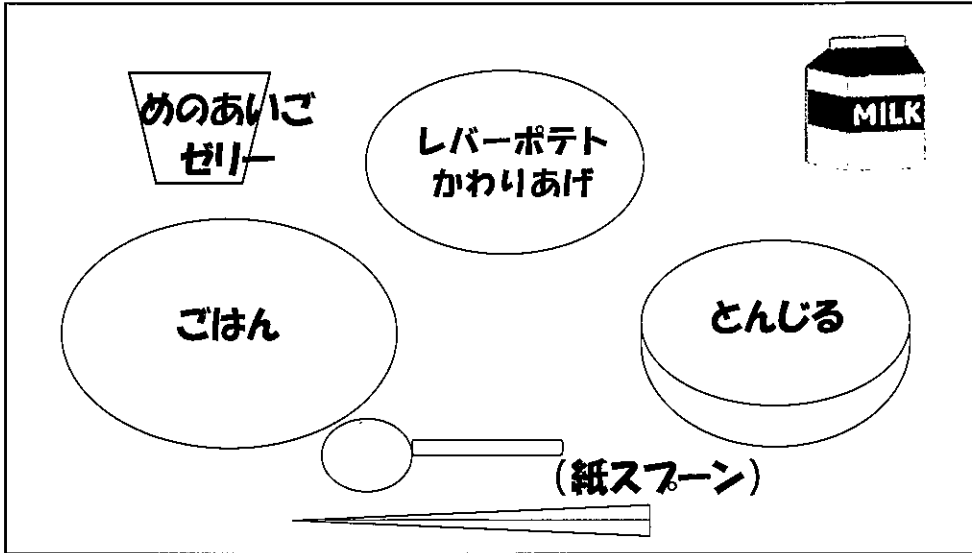 めのあいご
ゼリー
レバーポテト
かわりあげ
MILK
ごはん
とんじる
(紙スプーン)